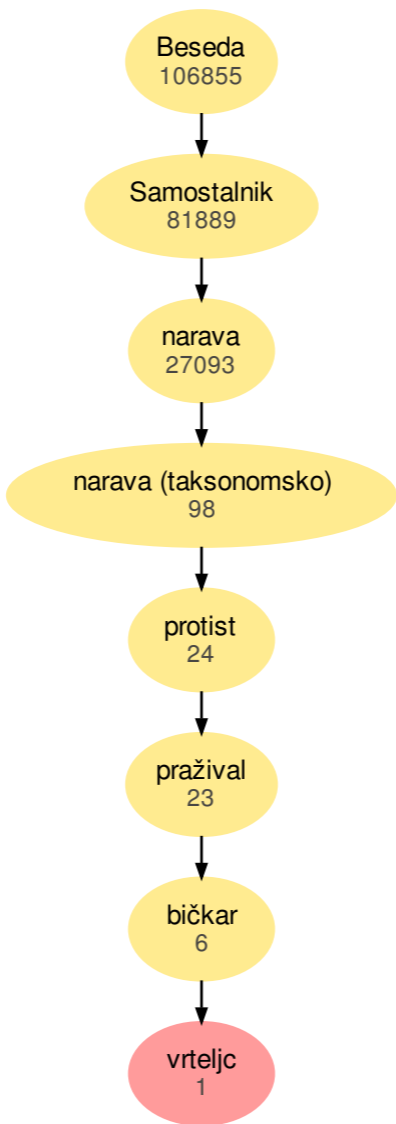 Beseda
106855
Samostalnik
81889
narava
27093
narava (taksonomsko)
98
protist
24
pražival
23
bičkar
6
vrteljc
1